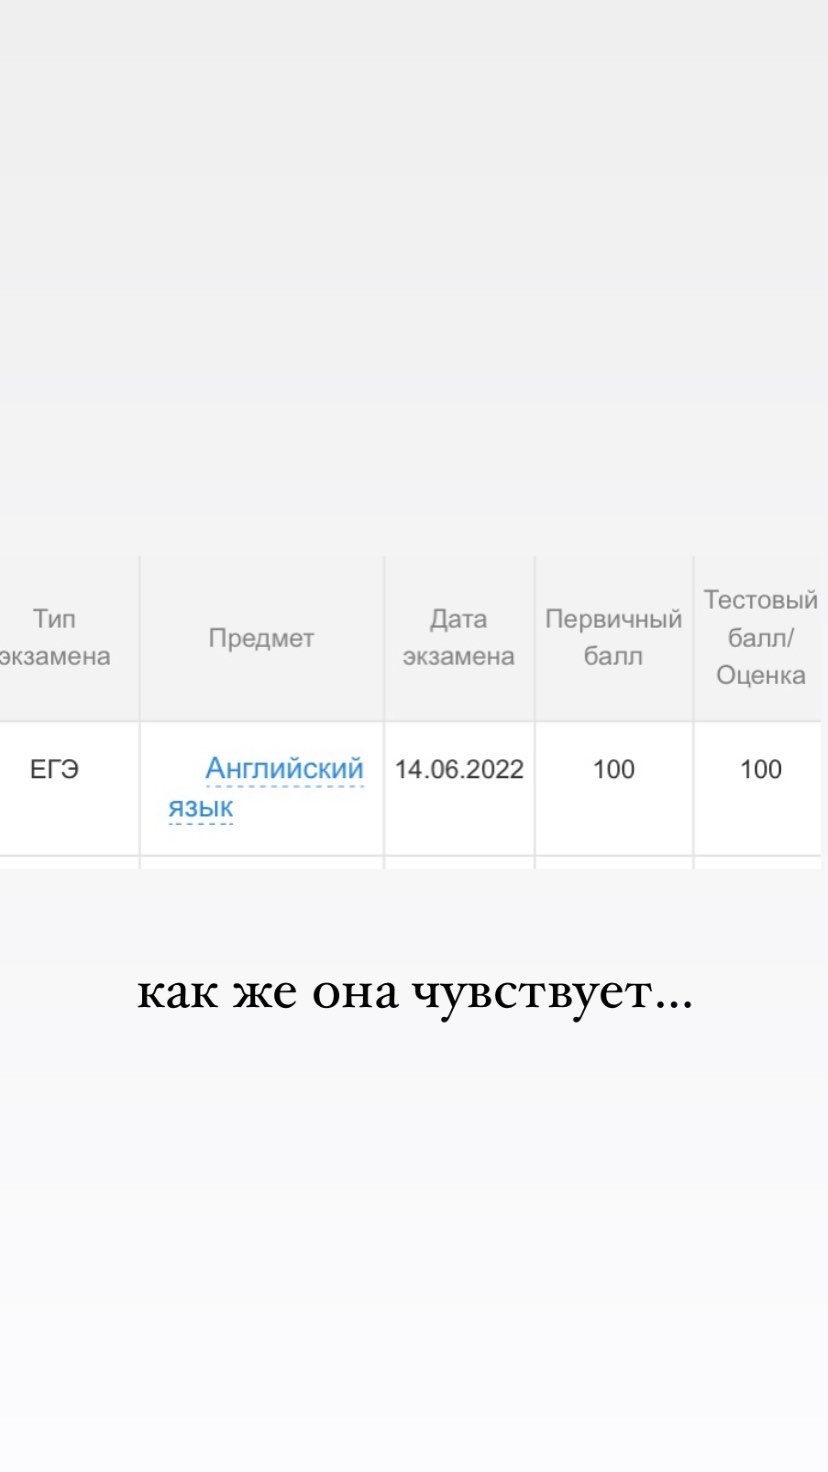 Тип
экзамена
Предмет
Дата
экзамена
Первичный
балл
Тестовый
балл/
Оценка
ЕГЭ
Английский
язык
14.06.2022
100
100
как же она чувствует...